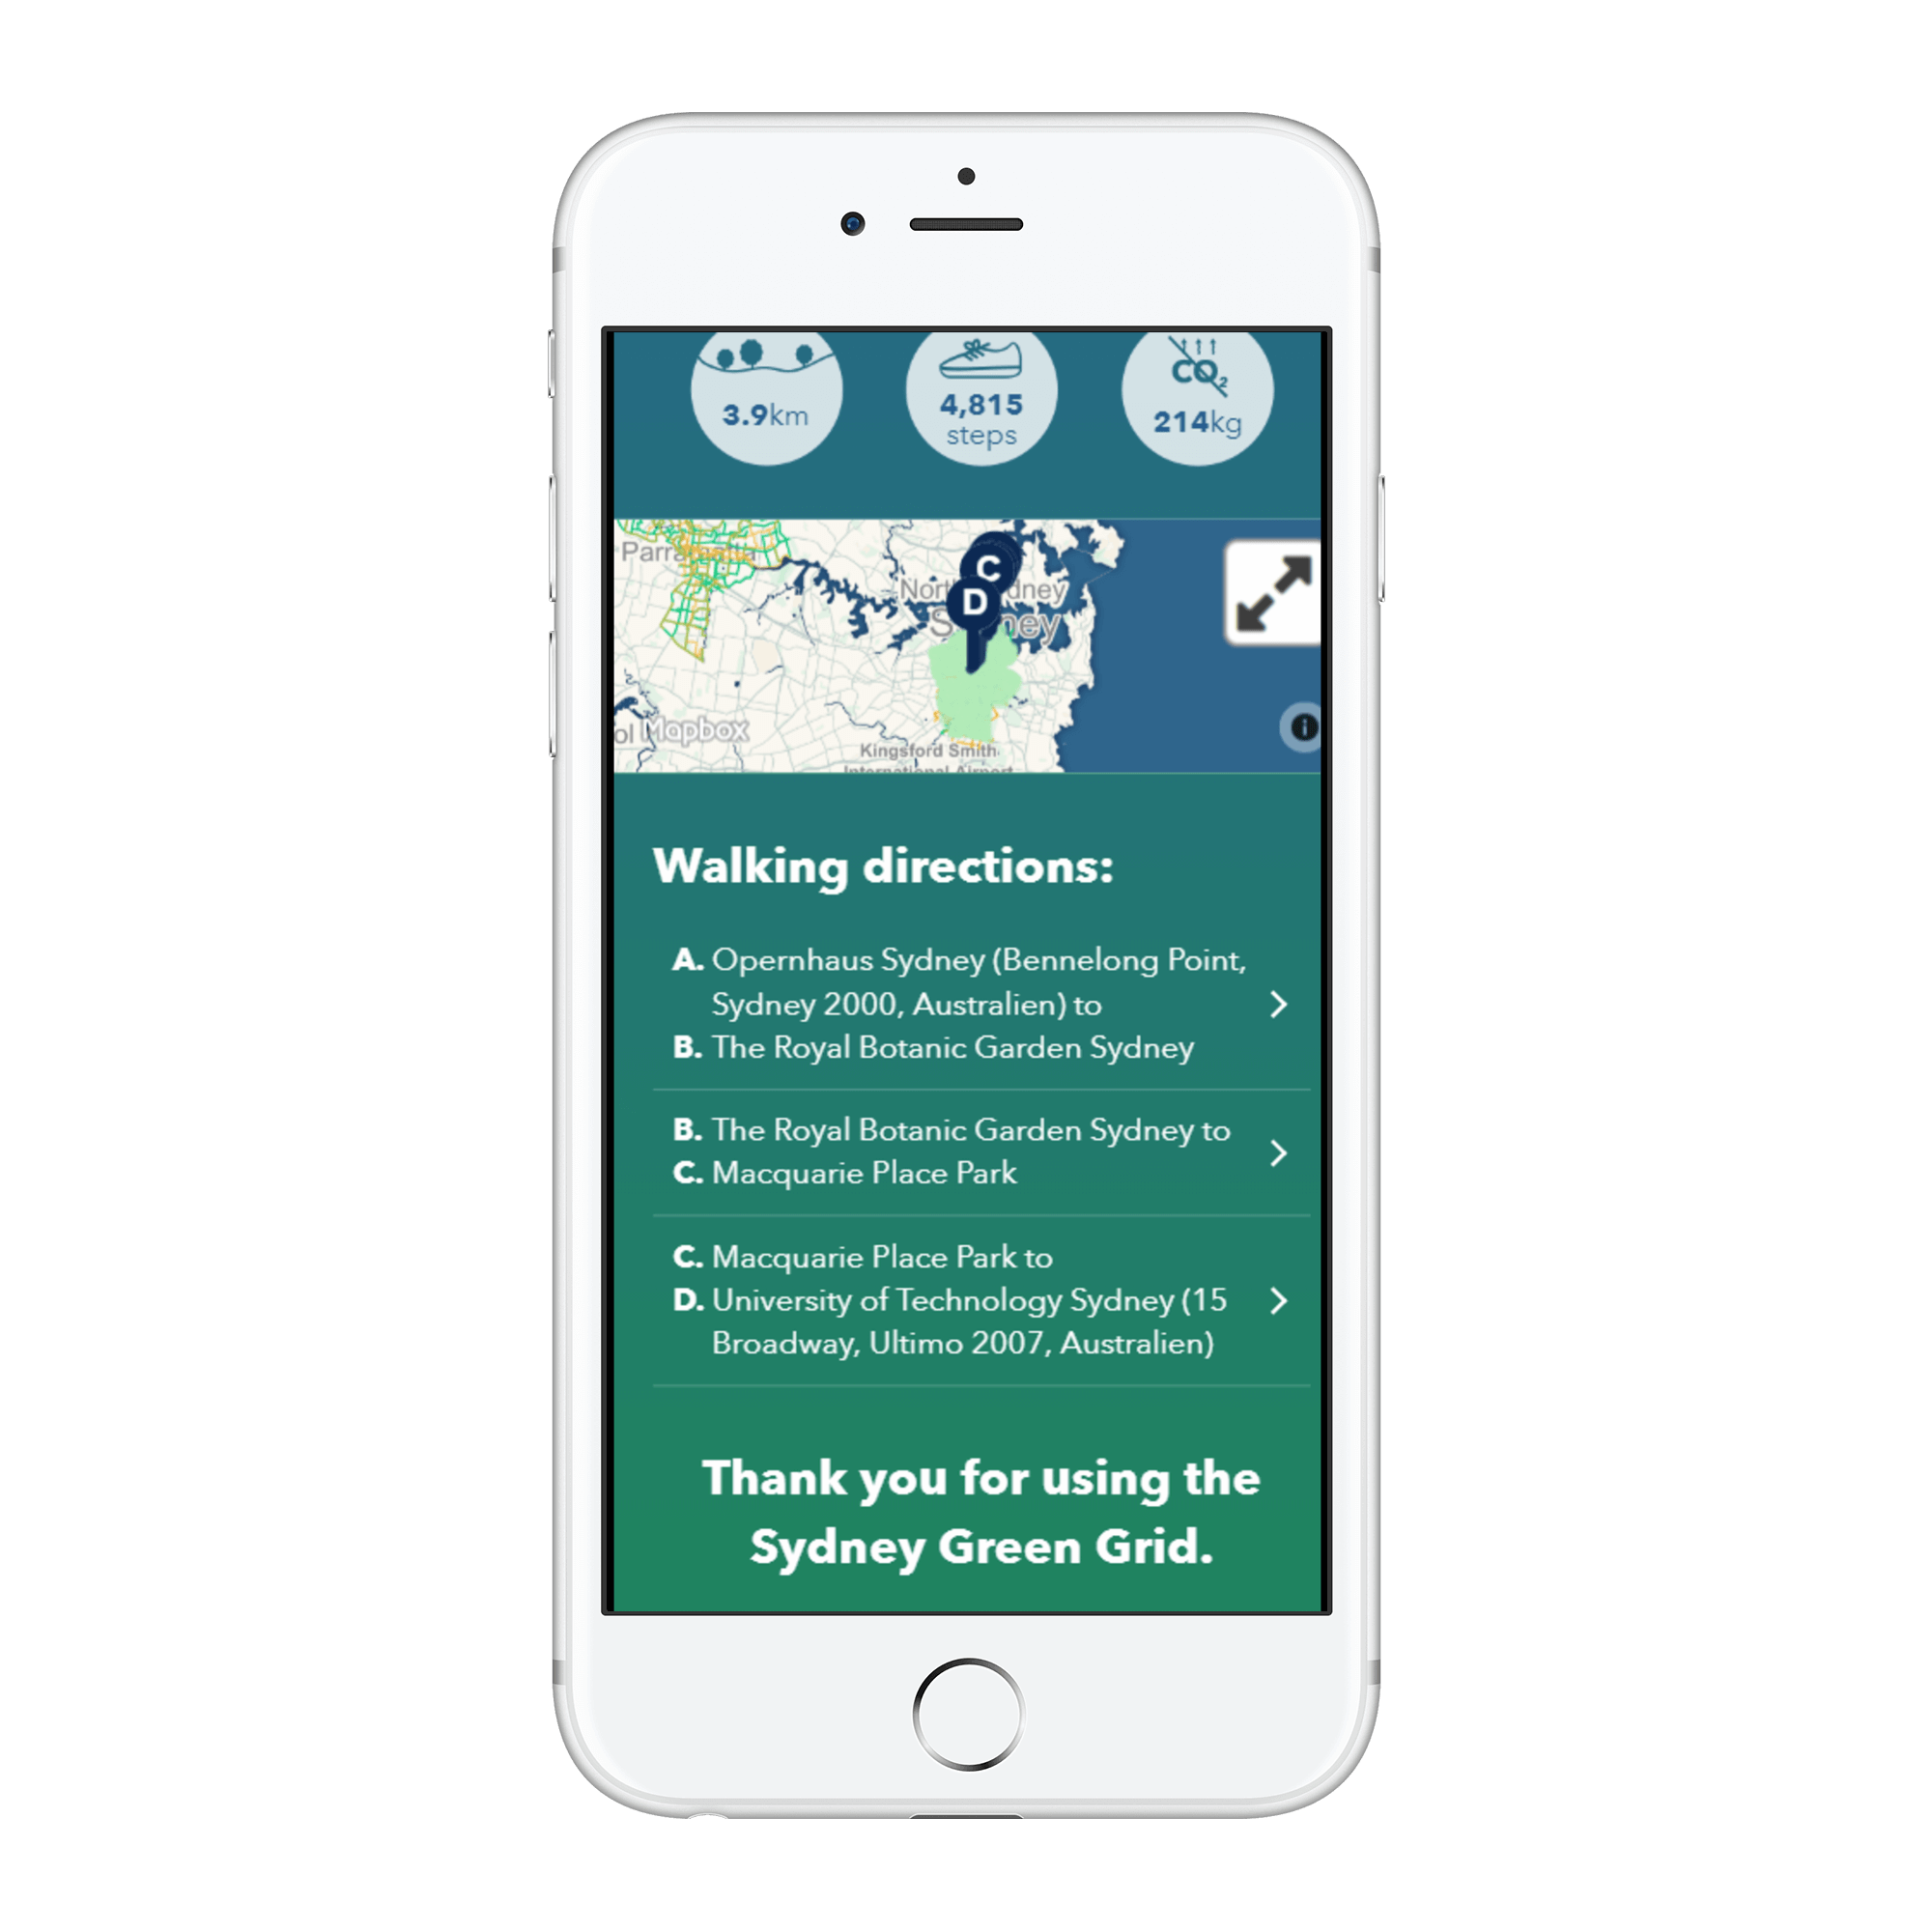 3.9km
4,815
steps
CO2
214kg
Parramatta
C
North Sydney
D
Sydney
Mapbox
Kingsford Smith
International Airport
Walking directions:
A. Opernhaus Sydney (Bennelong Point,
Sydney 2000, Australien) to
B. The Royal Botanic Garden Sydney
B. The Royal Botanic Garden Sydney to
C. Macquarie Place Park
C. Macquarie Place Park to
D. University of Technology Sydney (15
Broadway, Ultimo 2007, Australien)
Thank you for using the
Sydney Green Grid.